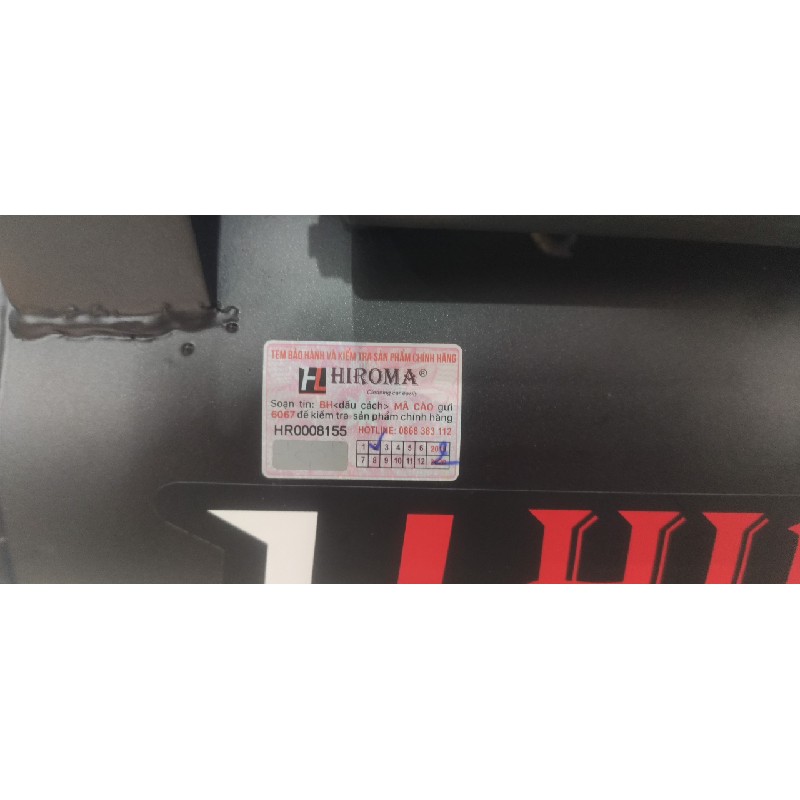 TEM BẢO HÀNH VÀ KIỂM TRA SẢN PHẨM CHÍNH HÃNG
HL HIROMA®
Soạn tin: BH<dấu cách> MÃ CÀO gửi
6067 để kiểm tra sản phẩm chính hãng
HR0008155 HOTLINE: 0868 383 112
1 3 4 5 6
7 8 9 10 11 12